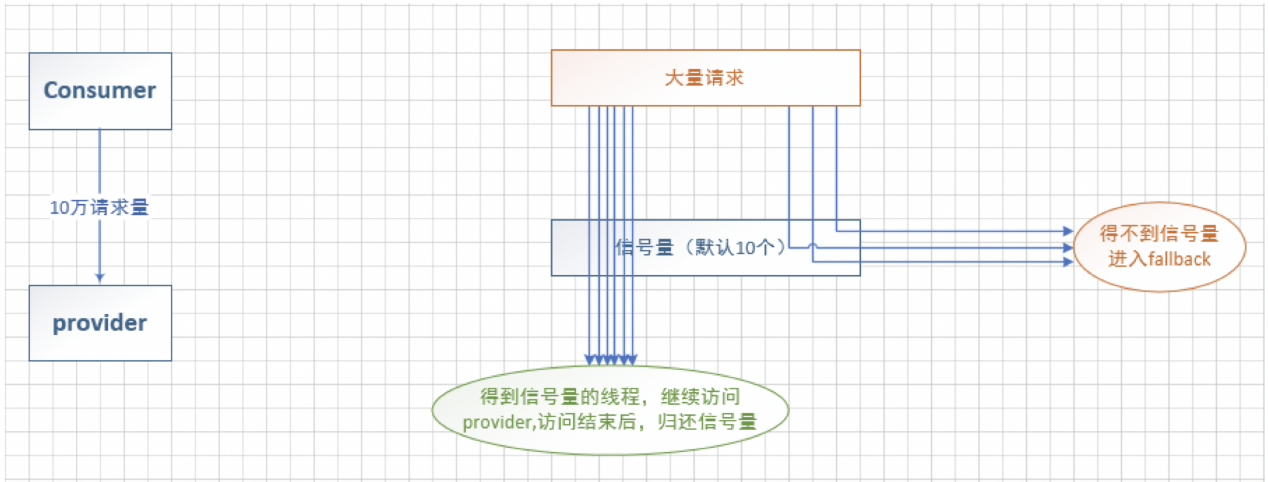 Consumer
10万请求量
provider
大量请求
信号量（默认10个）
得不到信号量
进入fallback
得到信号量的线程，继续访问
provider,访问结束后，归还信号量